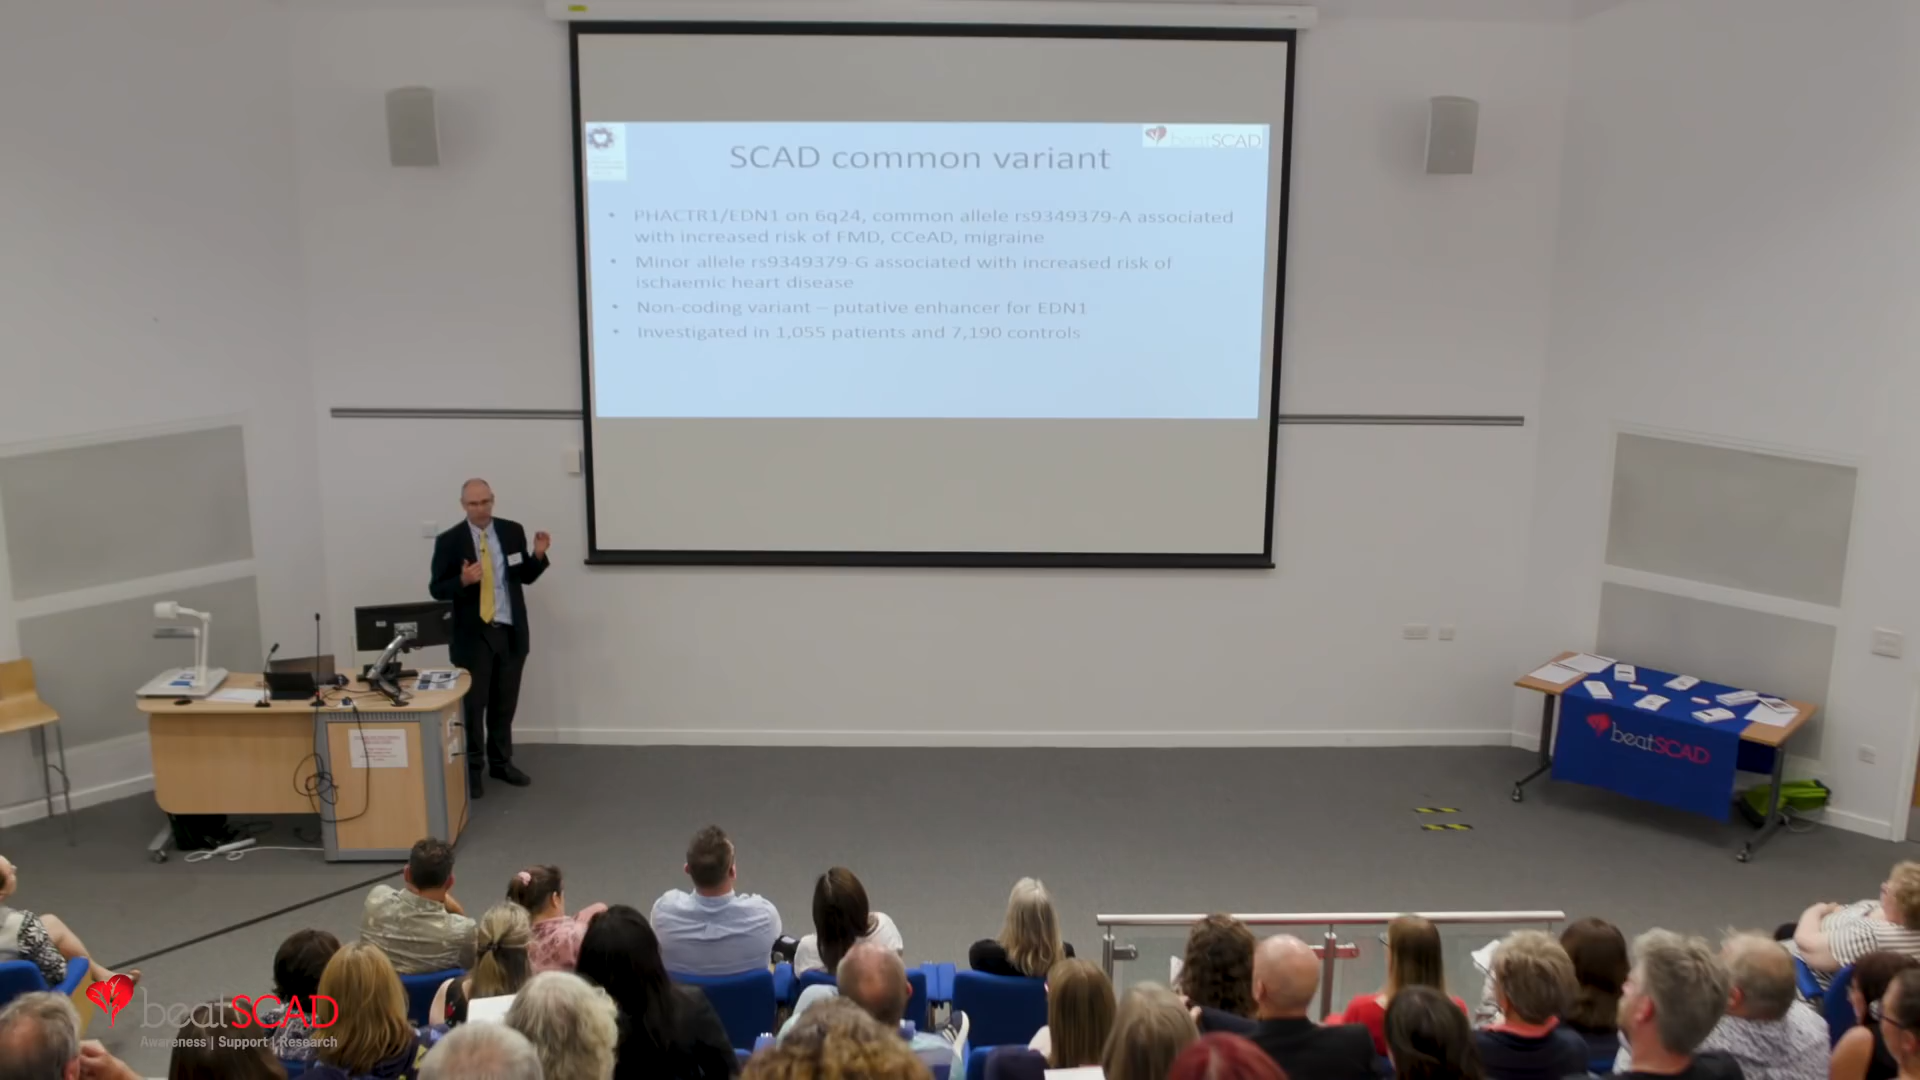 beatSCAD
SCAD common variant
• PHACTR1/EDN1 on 6q24, common allele rs9349379-A associated
with increased risk of FMD, CCeAD, migraine
• Minor allele rs9349379-G associated with increased risk of
ischaemic heart disease
• Non-coding variant – putative enhancer for EDN1
• Investigated in 1,055 patients and 7,190 controls
beatSCAD
beatSCAD
Awareness | Support | Research